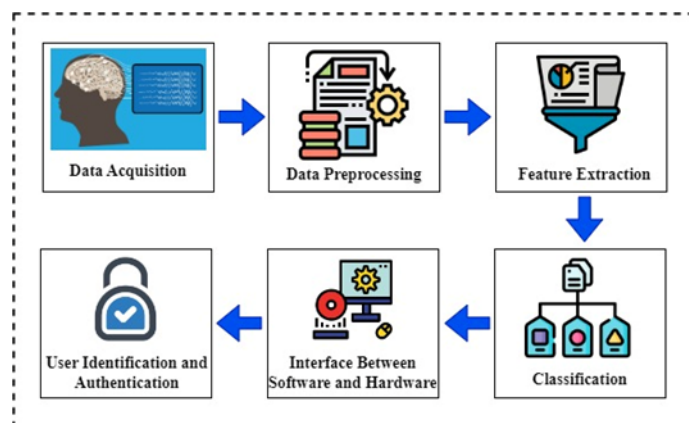 Data Acquisition
Data Preprocessing
Feature Extraction
User Identification and
Authentication
Interface Between
Software and Hardware
Classification